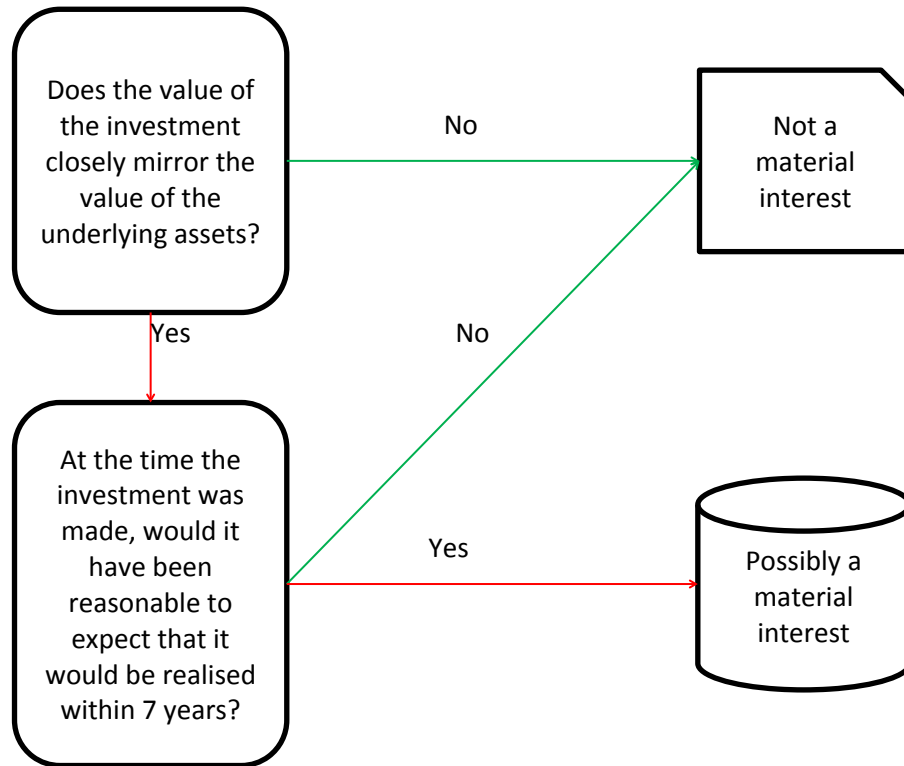 Does the value of
the investment
closely mirror the
value of the
underlying assets?
No
Not a
material
interest
Yes
No
At the time the
investment was
made, would it
have been
reasonable to
expect that it
would be realised
within 7 years?
Yes
Possibly a
material
interest